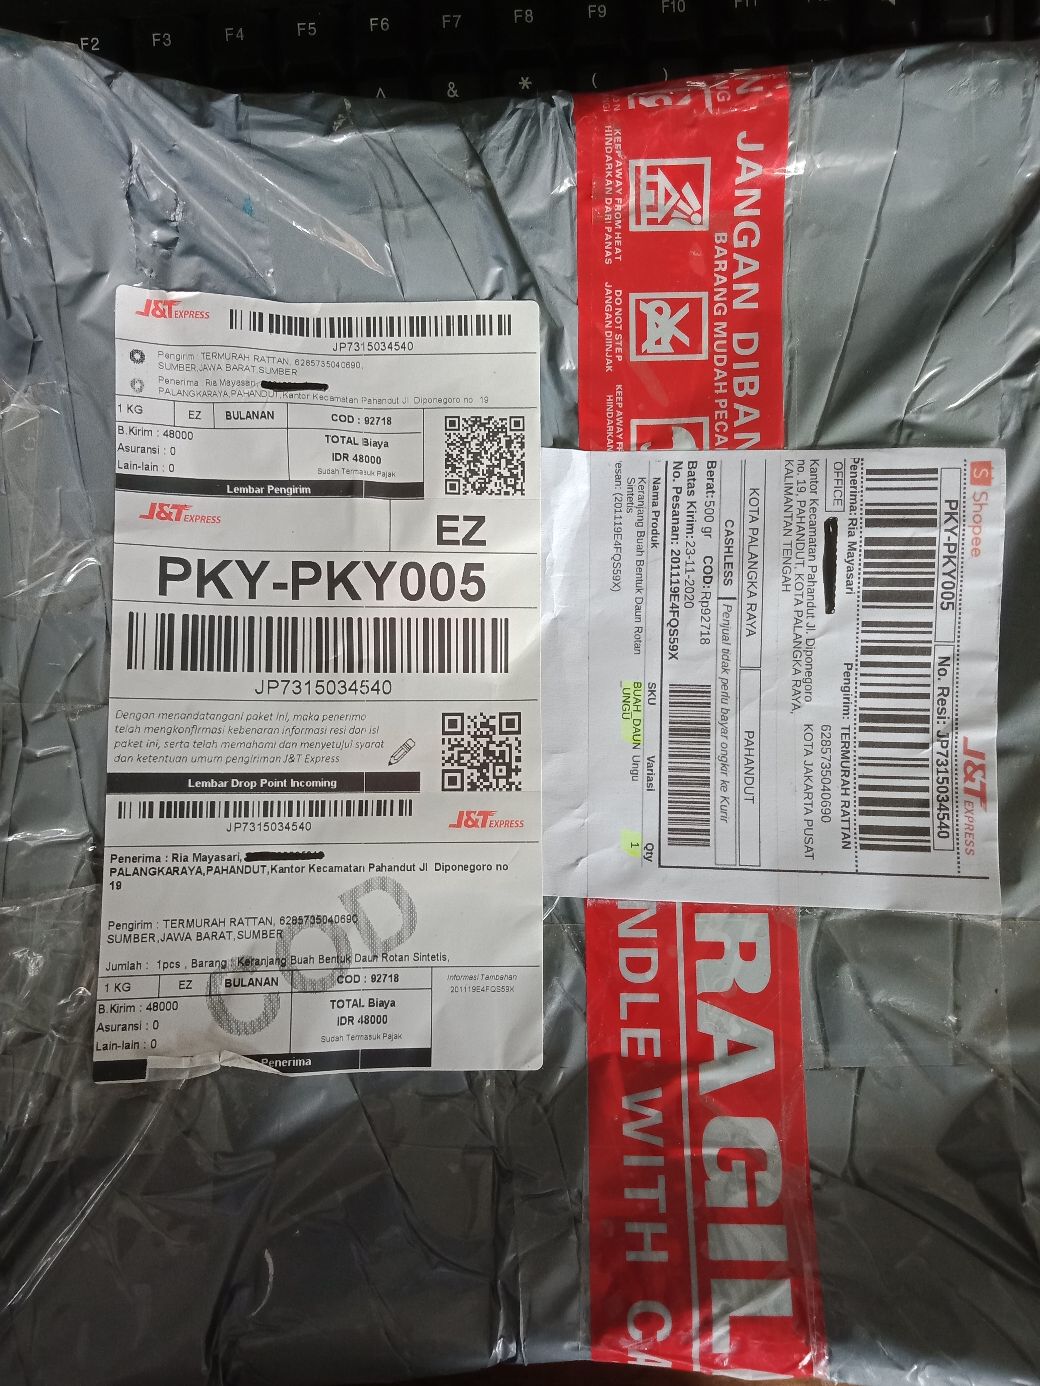 F2 F3 F4 F5 F6 F7 F8 F9 F10 F11
^ & * ( )
J&T EXPRESS
JP7315034540
Pengirim : TERMURAH RATTAN, 6285735040690,
SUMBER,JAWA BARAT,SUMBER
Penerima : Ria Mayasari,
PALANGKARAYA,PAHANDUT,Kantor Kecamatan Pahandut Jl Diponegoro no 19
1 KG EZ BULANAN COD : 92718
B.Kirim : 48000
Asuransi : 0
Lain-lain : 0
TOTAL Biaya
IDR 48000
Sudah Termasuk Pajak
Lembar Pengirim
J&T EXPRESS
EZ
PKY-PKY005
JP7315034540
Dengan menandatangani paket ini, maka penerima
telah mengkonfirmasi kebenaran informasi resi dan isi
paket ini, serta telah memahami dan menyetujui syarat
dan ketentuan umum pengiriman J&T Express
Lembar Drop Point Incoming
JP7315034540
J&T EXPRESS
Penerima : Ria Mayasari,
PALANGKARAYA,PAHANDUT,Kantor Kecamatan Pahandut Jl Diponegoro no
19
Pengirim : TERMURAH RATTAN, 6285735040690
SUMBER,JAWA BARAT,SUMBER
COD
Jumlah : 1pcs , Barang : Keranjang Buah Bentuk Daun Rotan Sintetis,
1 KG EZ BULANAN COD : 92718
B.Kirim : 48000
Asuransi : 0
Lain-lain : 0
TOTAL Biaya
IDR 48000
Sudah Termasuk Pajak
Informasi Tambahan
201119E4FQS59X
Penerima
Shopee
J&T EXPRESS
PKY-PKY005
No. Resi: JP7315034540
Penerima: Ria Mayasari
OFFICE
Kantor Kecamatan Pahandut Jl. Diponegoro
no 19, PAHANDUT, KOTA PALANGKA RAYA,
KALIMANTAN TENGAH
Pengirim: TERMURAH RATTAN
6285735040690
KOTA JAKARTA PUSAT
KOTA PALANGKA RAYA
PAHANDUT
CASHLESS Penjual tidak perlu bayar ongkir ke Kurir
Berat:500 gr COD:Rp92718
Batas Kirim:23-11-2020
No. Pesanan: 201119E4FQS59X
Nama Produk SKU Variasi Qty
Keranjang Buah Bentuk Daun Rotan BUAH_DAUN Ungu 1
Sintetis _UNGU
esan: (201119E4FQS59X)
JANGAN DIBAN
BARANG MUDAH PECA
KEEP AWAY FROM HEAT
HINDARKAN DARI PANAS
DO NOT STEP
JANGAN DIINJAK
KEEP AWAY F
HINDARKAN
RAGIL
NDLE WITH CA